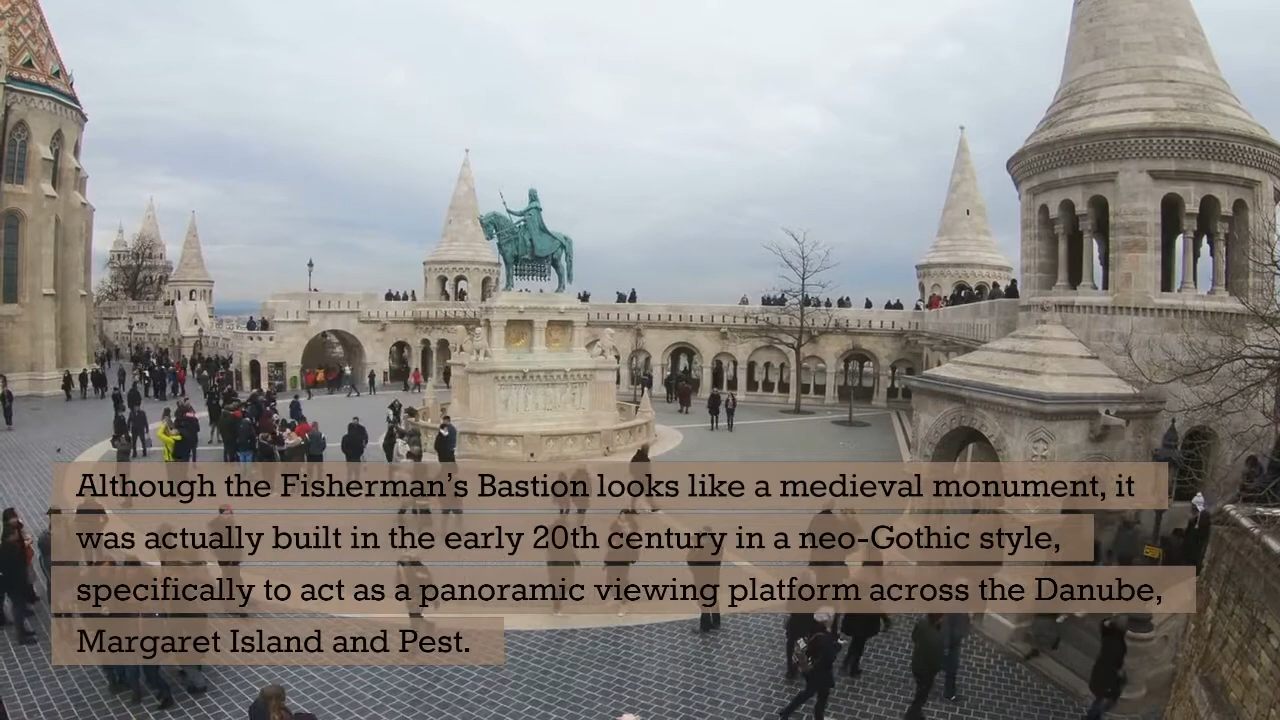 Although the Fisherman’s Bastion looks like a medieval monument, it
was actually built in the early 20th century in a neo-Gothic style,
specifically to act as a panoramic viewing platform across the Danube,
Margaret Island and Pest.